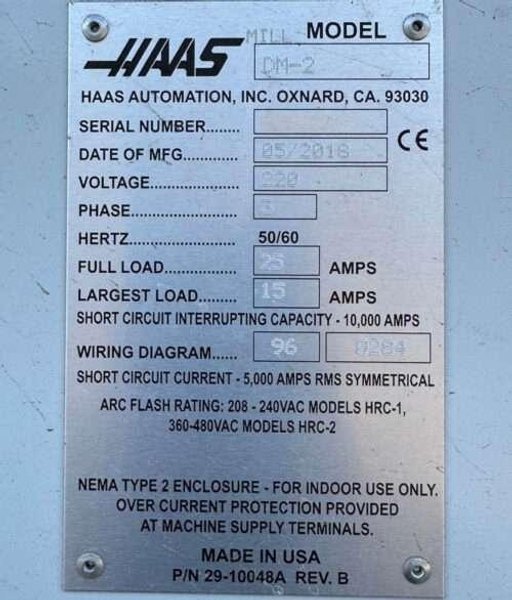 MILL MODEL
HAAS DM-2
HAAS AUTOMATION, INC. OXNARD, CA. 93030
SERIAL NUMBER........
DATE OF MFG........... 05/2018 CE
VOLTAGE................. 220
PHASE..................... 3
HERTZ..................... 50/60
FULL LOAD.............. 25 AMPS
LARGEST LOAD....... 15 AMPS
SHORT CIRCUIT INTERRUPTING CAPACITY - 10,000 AMPS
WIRING DIAGRAM...... 96 0284
SHORT CIRCUIT CURRENT - 5,000 AMPS RMS SYMMETRICAL
ARC FLASH RATING: 208 - 240VAC MODELS HRC-1,
360-480VAC MODELS HRC-2
NEMA TYPE 2 ENCLOSURE - FOR INDOOR USE ONLY.
OVER CURRENT PROTECTION PROVIDED
AT MACHINE SUPPLY TERMINALS.
MADE IN USA
P/N 29-10048A REV. B